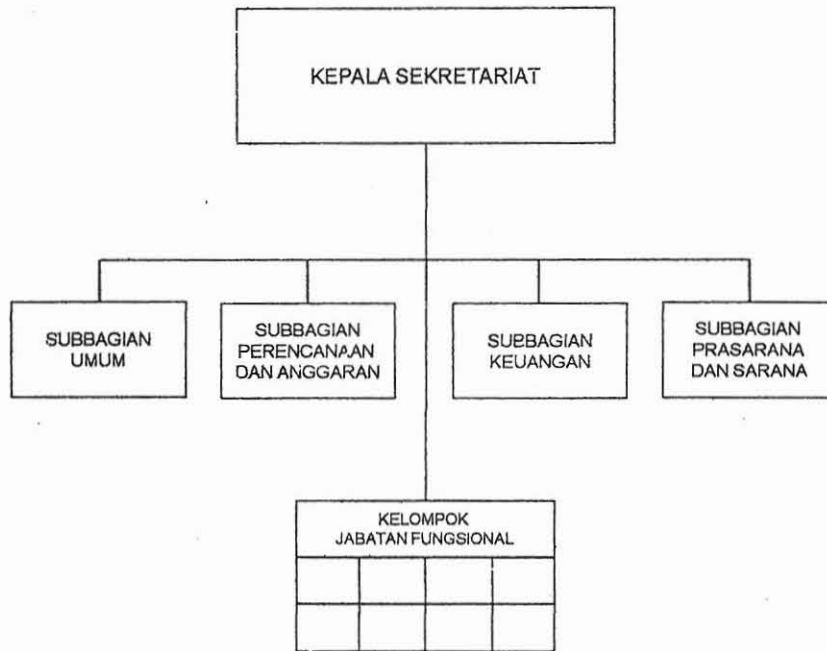 KEPALA SEKRETARIAT
SUBBAGIAN
UMUM
SUBBAGIAN
PERENCANAAN
DAN ANGGARAN
SUBBAGIAN
KEUANGAN
SUBBAGIAN
PRASARANA
DAN SARANA
KELOMPOK
JABATAN FUNGSIONAL